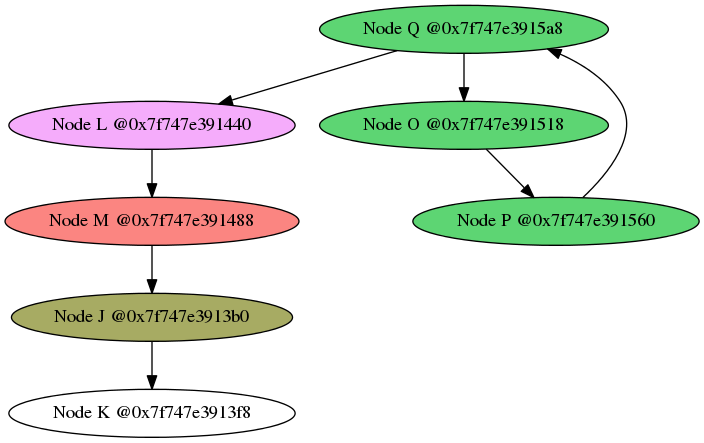 Node Q @0x7f747e3915a8
Node L @0x7f747e391440
Node O @0x7f747e391518
Node M @0x7f747e391488
Node P @0x7f747e391560
Node J @0x7f747e3913b0
Node K @0x7f747e3913f8